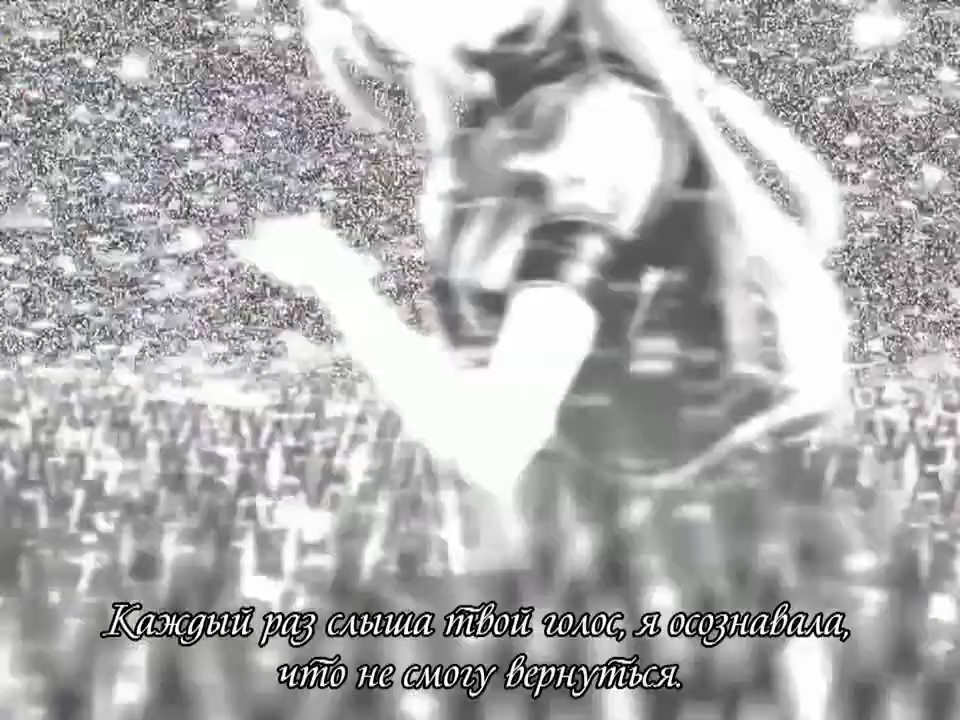 Каждый раз слыша твой голос, я осознавала,
что не смогу вернуться.